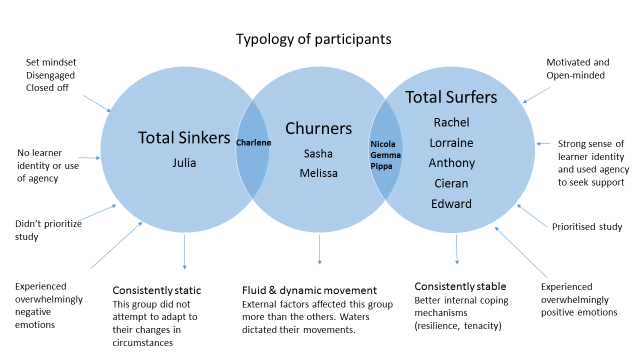 Typology of participants
Set mindset
Disengaged
Closed off
No learner
identity or use
of agency
Didn't prioritize
study
Experienced
overwhelmingly
negative
emotions
Total Sinkers
Julia
Charlene
Churners
Sasha
Melissa
Nicola
Gemma
Pippa
Total Surfers
Rachel
Lorraine
Anthony
Cieran
Edward
Motivated and
Open-minded
Strong sense of
learner identity
and used agency
to seek support
Prioritised study
Experienced
overwhelmingly
positive emotions
Consistently static
This group did not
attempt to adapt to
their changes in
circumstances
Fluid & dynamic movement
External factors affected this group
more than the others. Waters
dictated their movements.
Consistently stable
Better internal coping
mechanisms
(resilience, tenacity)